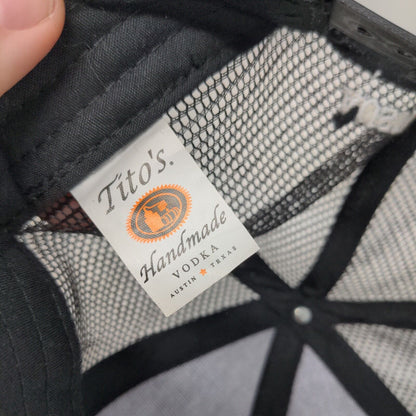 Tito's.
Handmade
VODKA
AUSTIN ★ TEXAS